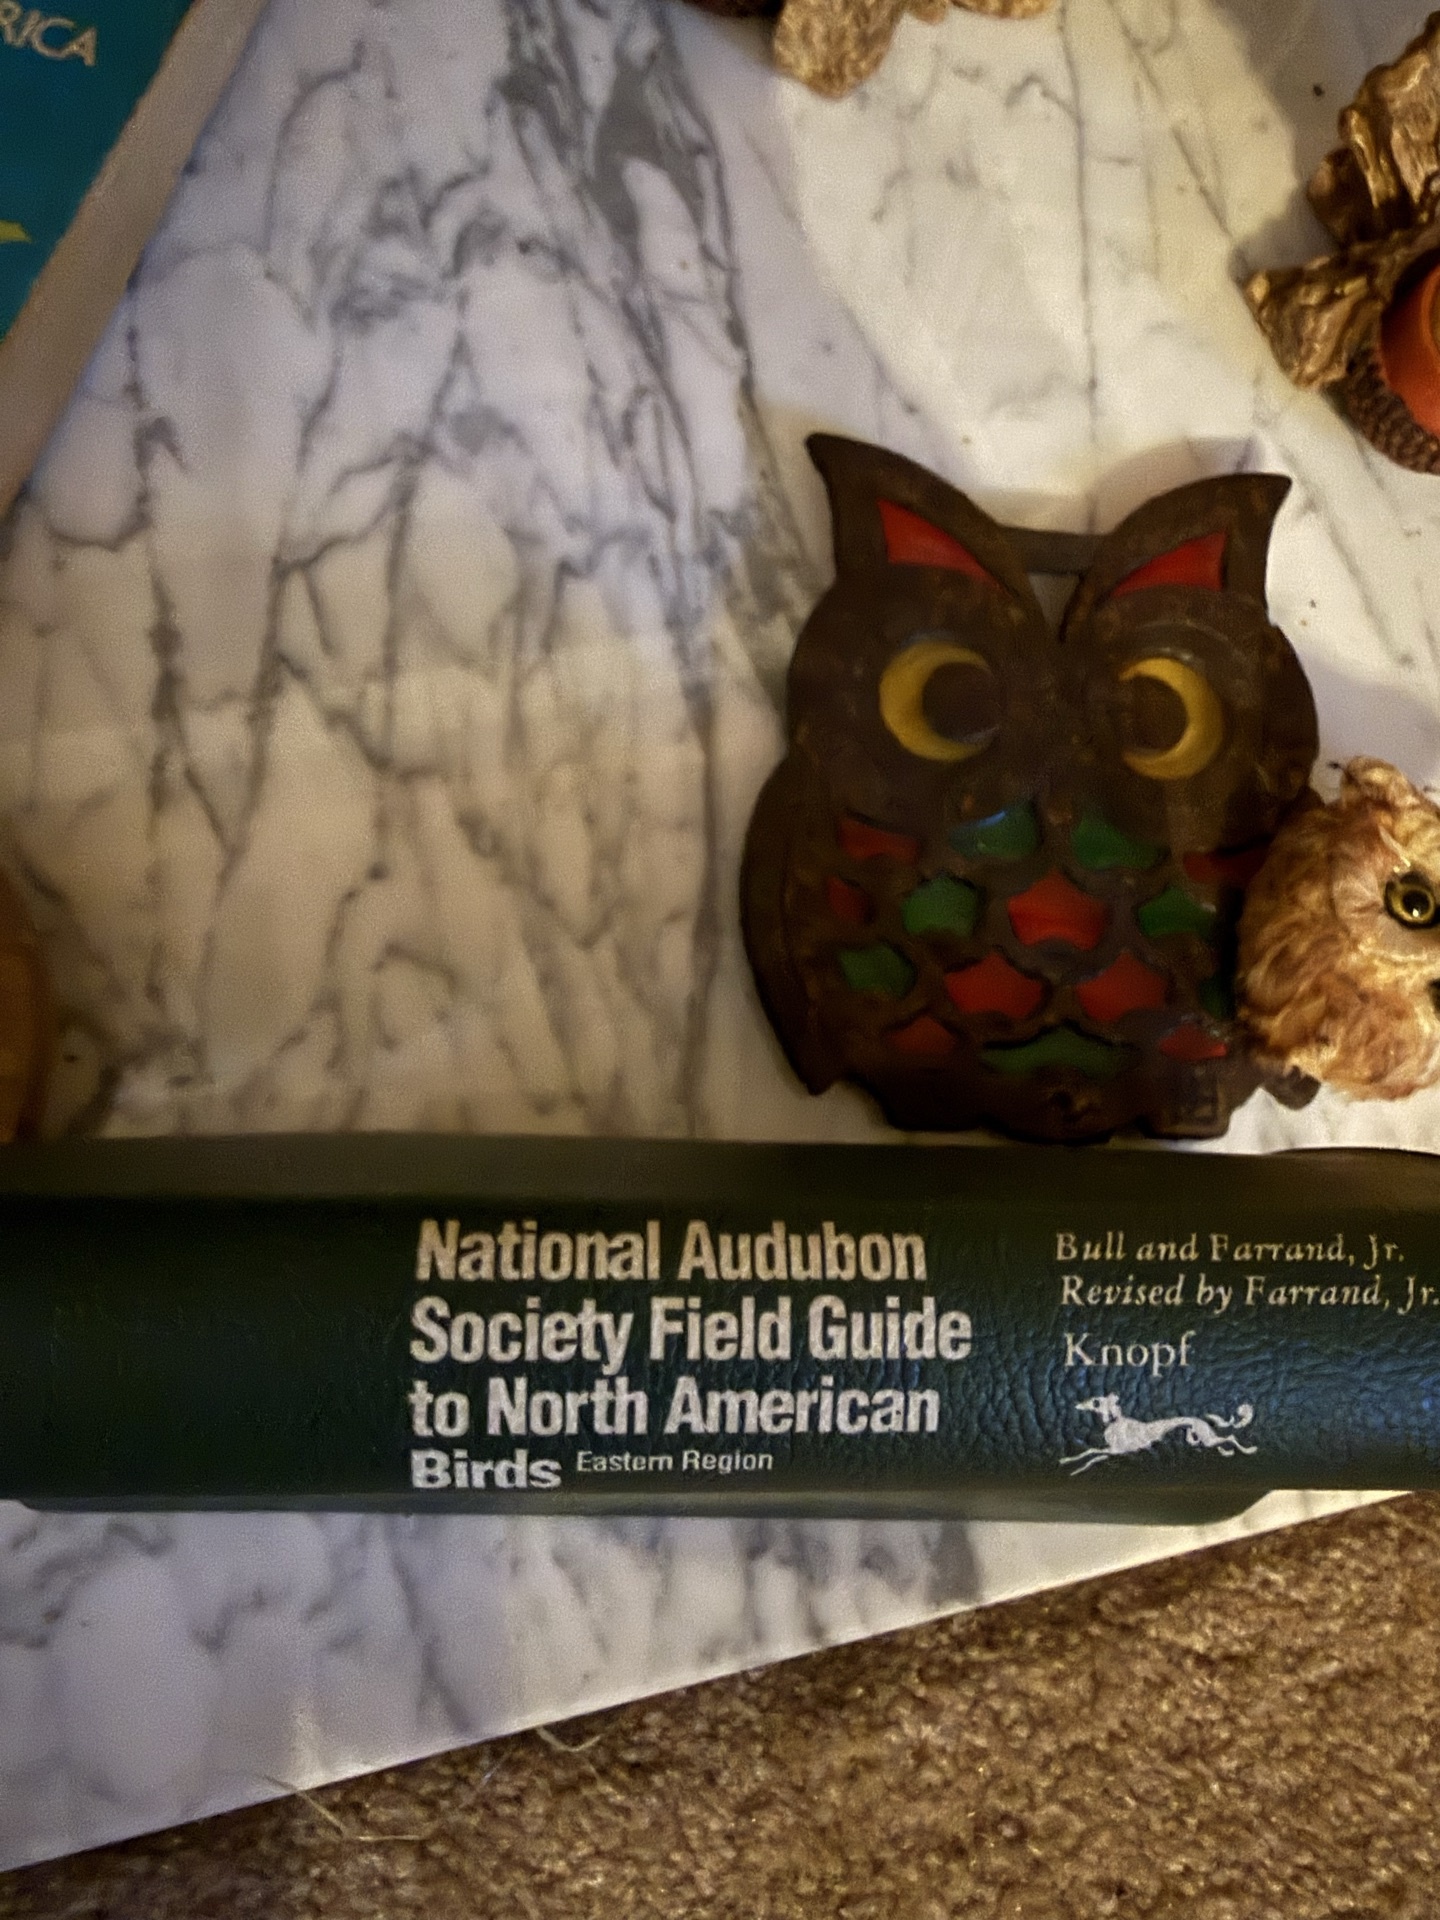 RICA
National Audubon
Society Field Guide
to North American
Birds Eastern Region
Bull and Farrand, Jr.
Revised by Farrand, Jr.
Knopf